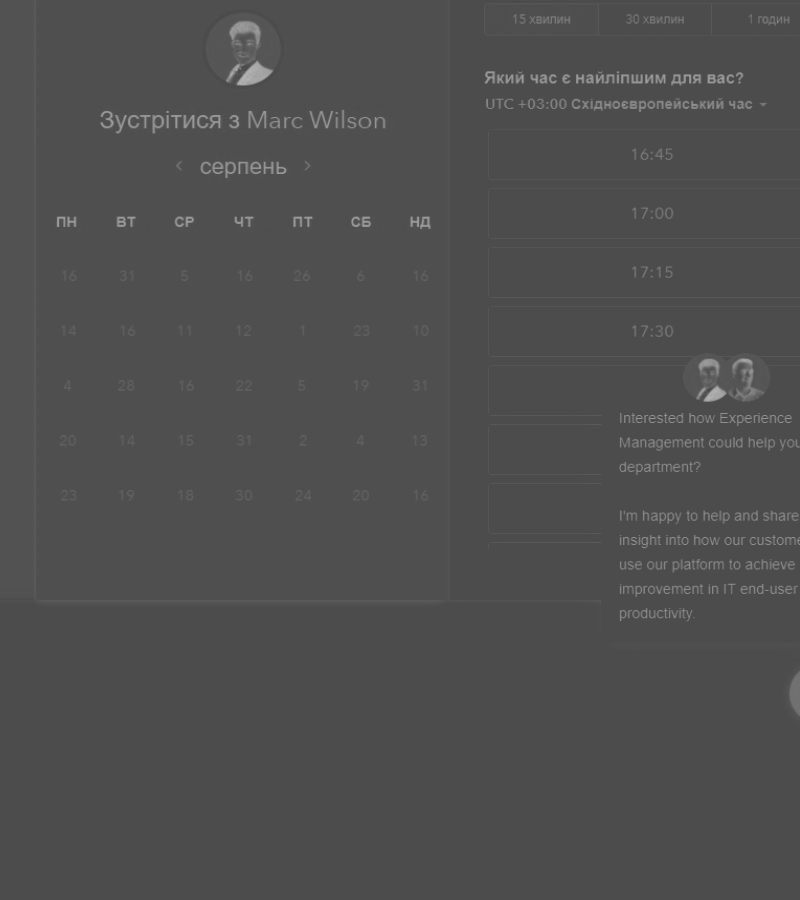 Зустрітися з Marc Wilson
серпень
ПН ВТ СР ЧТ ПТ СБ НД
16 31 5 16 26 6 16
14 16 11 12 1 23 10
4 28 16 22 5 19 31
20 14 15 31 2 4 13
23 19 18 30 24 20 16
15 хвилин 30 хвилин 1 годин
Який час є найліпшим для вас?
UTC +03:00 Східноєвропейський час
16:45
17:00
17:15
17:30
Interested how Experience
Management could help you
department?
I'm happy to help and share
insight into how our custome
use our platform to achieve
improvement in IT end-user
productivity.